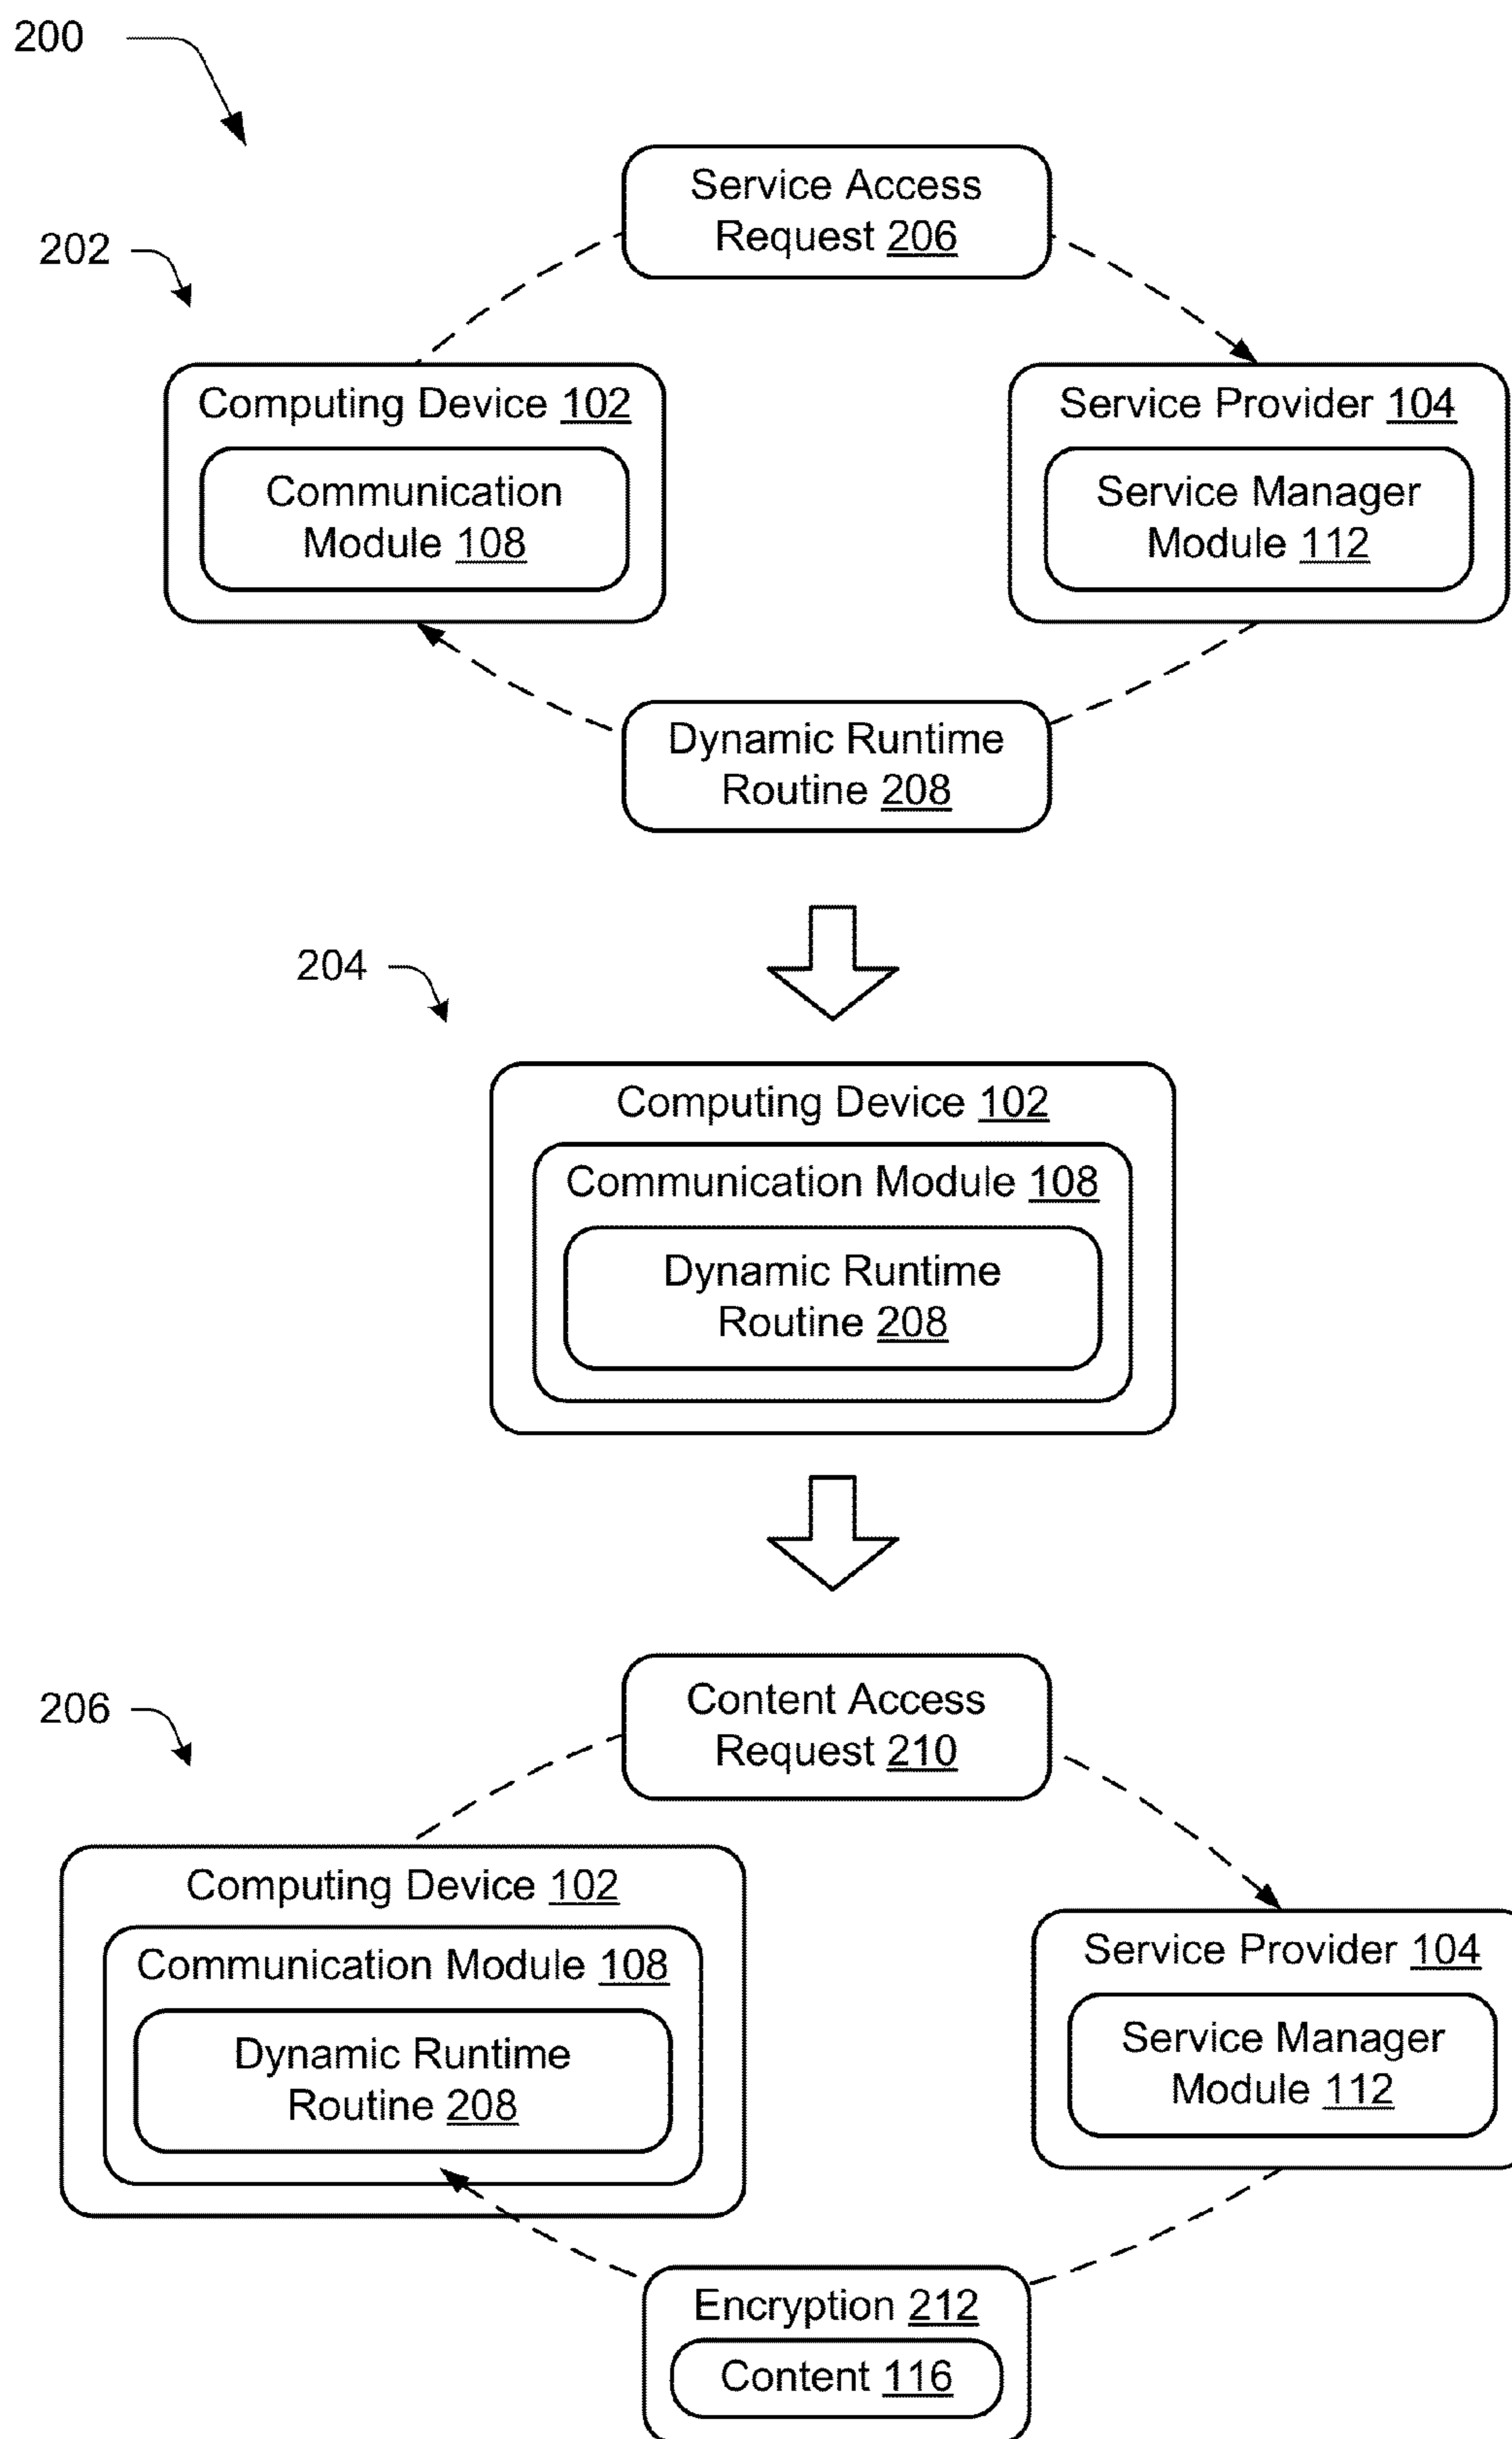 200
Service Access
Request 206
202
Computing Device 102
Communication
Module 108
Service Provider 104
Service Manager
Module 112
Dynamic Runtime
Routine 208
204
Computing Device 102
Communication Module 108
Dynamic Runtime
Routine 208
206
Content Access
Request 210
Computing Device 102
Communication Module 108
Dynamic Runtime
Routine 208
Service Provider 104
Service Manager
Module 112
Encryption 212
Content 116